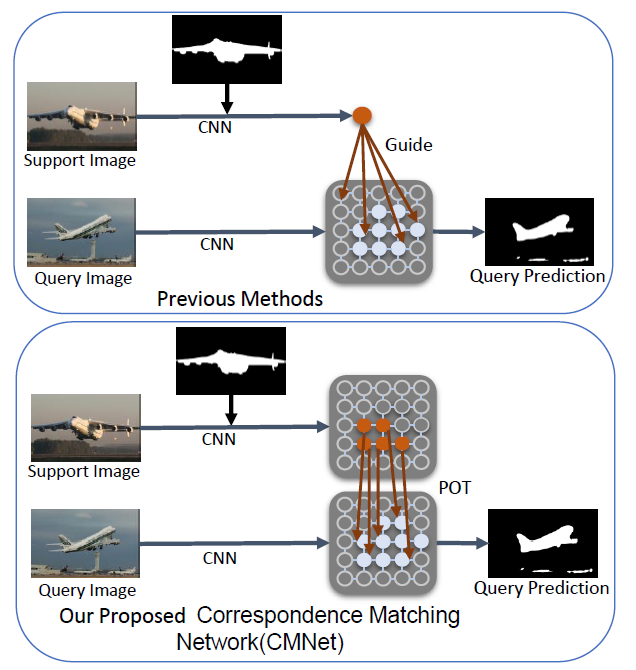 CNN
Support Image
Guide
CNN
Query Image
Query Prediction
Previous Methods
CNN
Support Image
POT
CNN
Query Image
Query Prediction
Our Proposed Correspondence Matching
Network(CMNet)